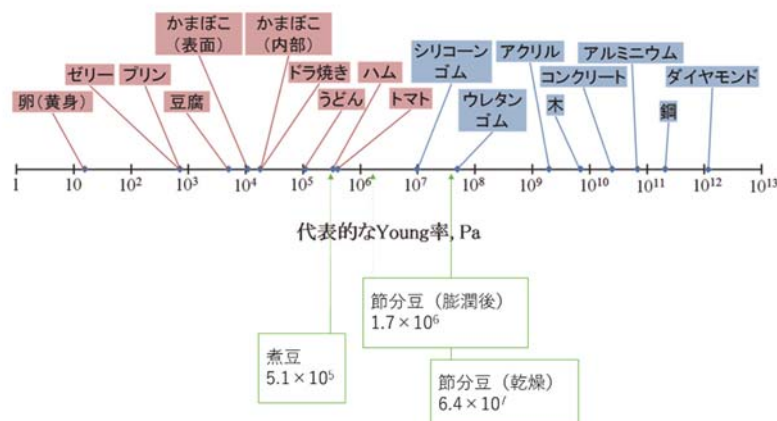 かまぼこ
(表面)
かまぼこ
(内部)
シリコーン
ゴム
アクリル
アルミニウム
ゼリー
プリン
ドラ焼き
ハム
コンクリート
ダイヤモンド
卵(黄身)
豆腐
うどん
トマト
ウレタン
ゴム
木
鋼
1
10
10²
10³
10⁴
10⁵
10⁶
10⁷
10⁸
10⁹
10¹⁰
10¹¹
10¹²
10¹³
代表的なYoung率, Pa
節分豆（膨潤後）
1.7×10⁶
煮豆
5.1×10⁵
節分豆（乾燥）
6.4×10⁷